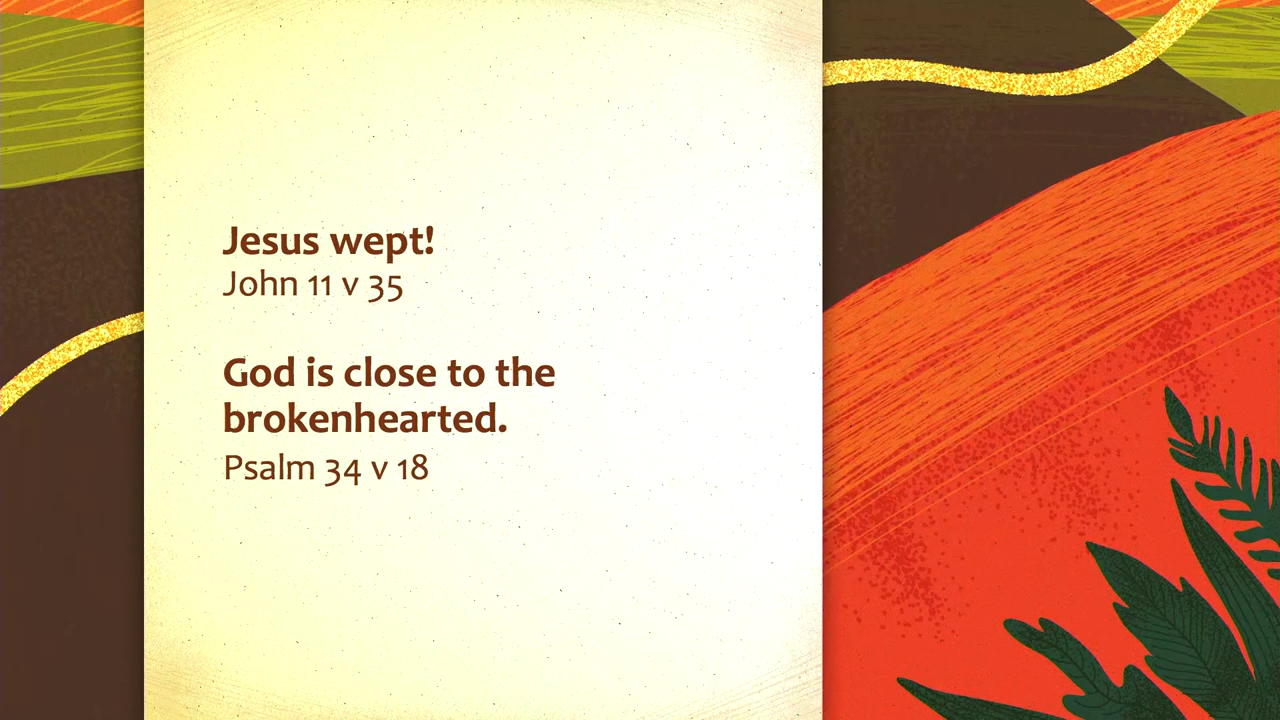 Jesus wept!
John 11 v 35
God is close to the
brokenhearted.
Psalm 34 v 18